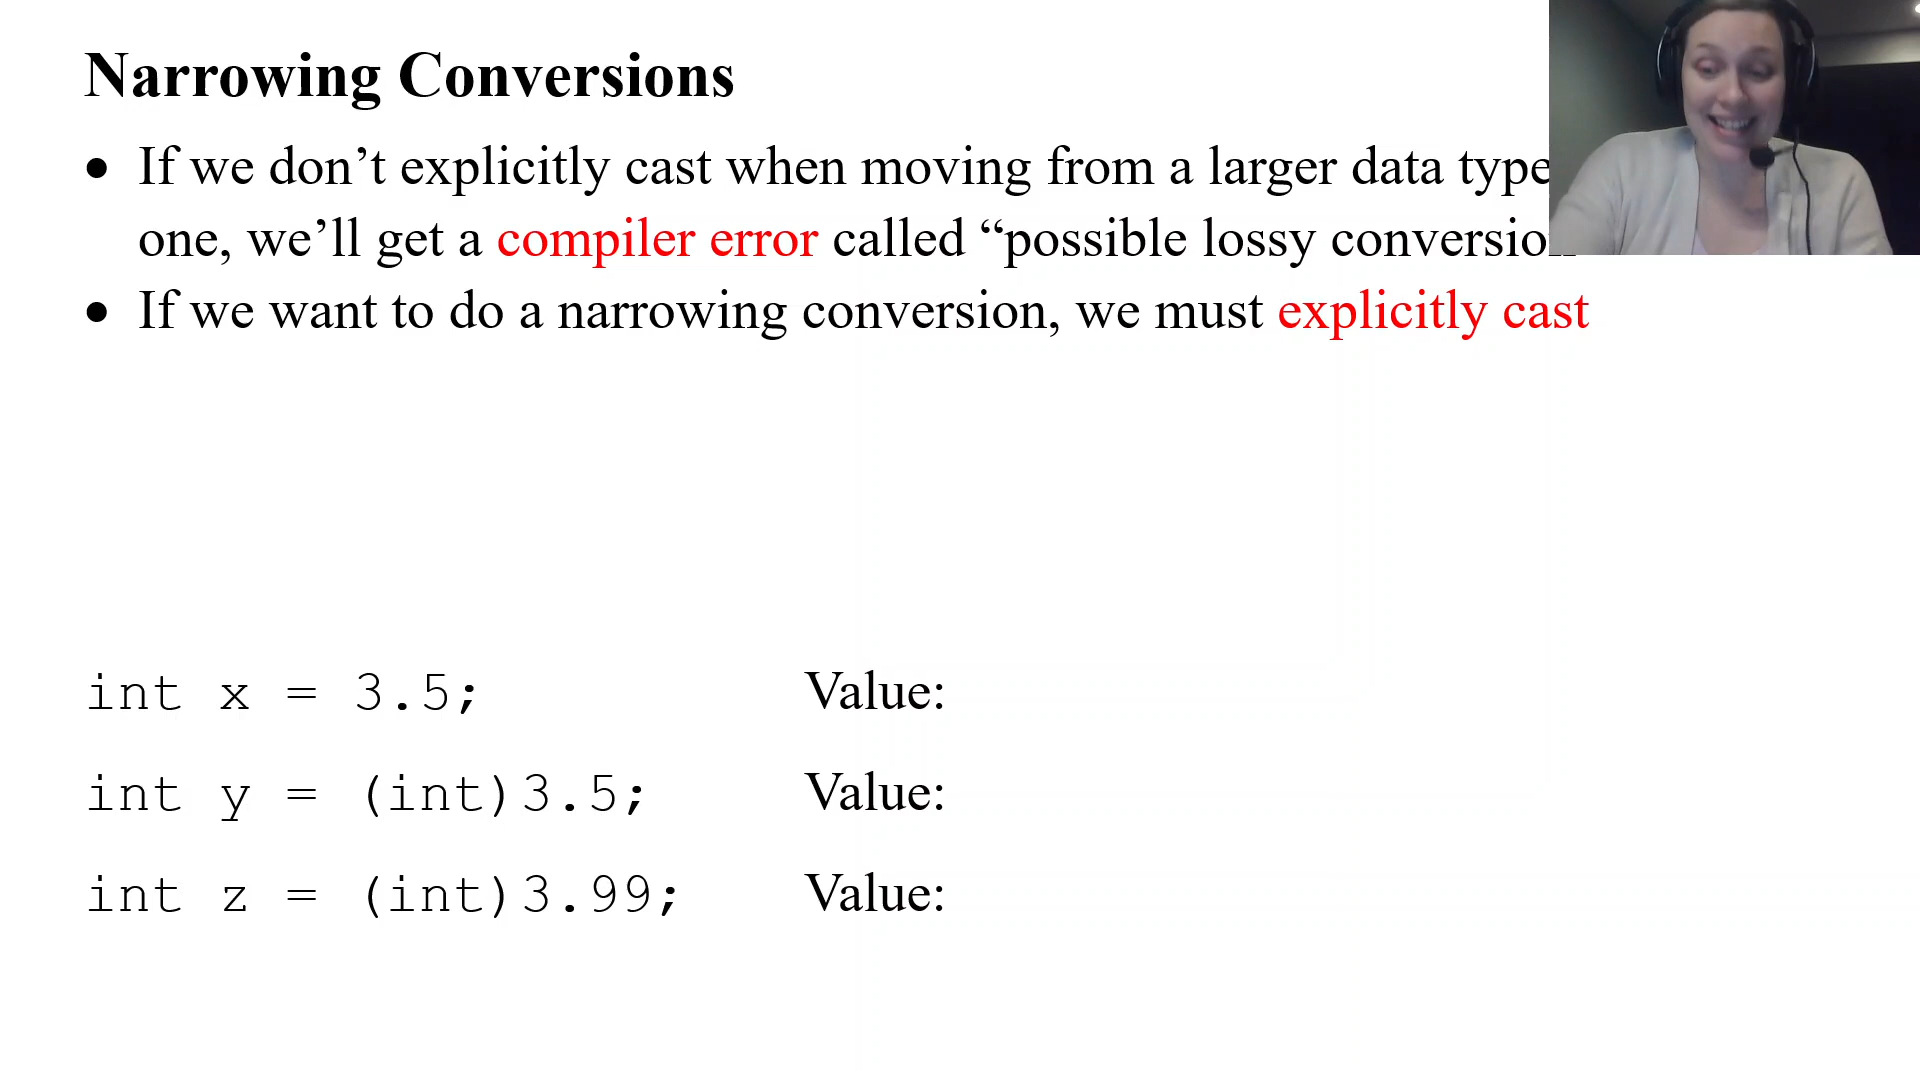 Narrowing Conversions
• If we don’t explicitly cast when moving from a larger data type
one, we’ll get a compiler error called “possible lossy conversion
• If we want to do a narrowing conversion, we must explicitly cast
int x = 3.5; Value:
int y = (int)3.5; Value:
int z = (int)3.99; Value: